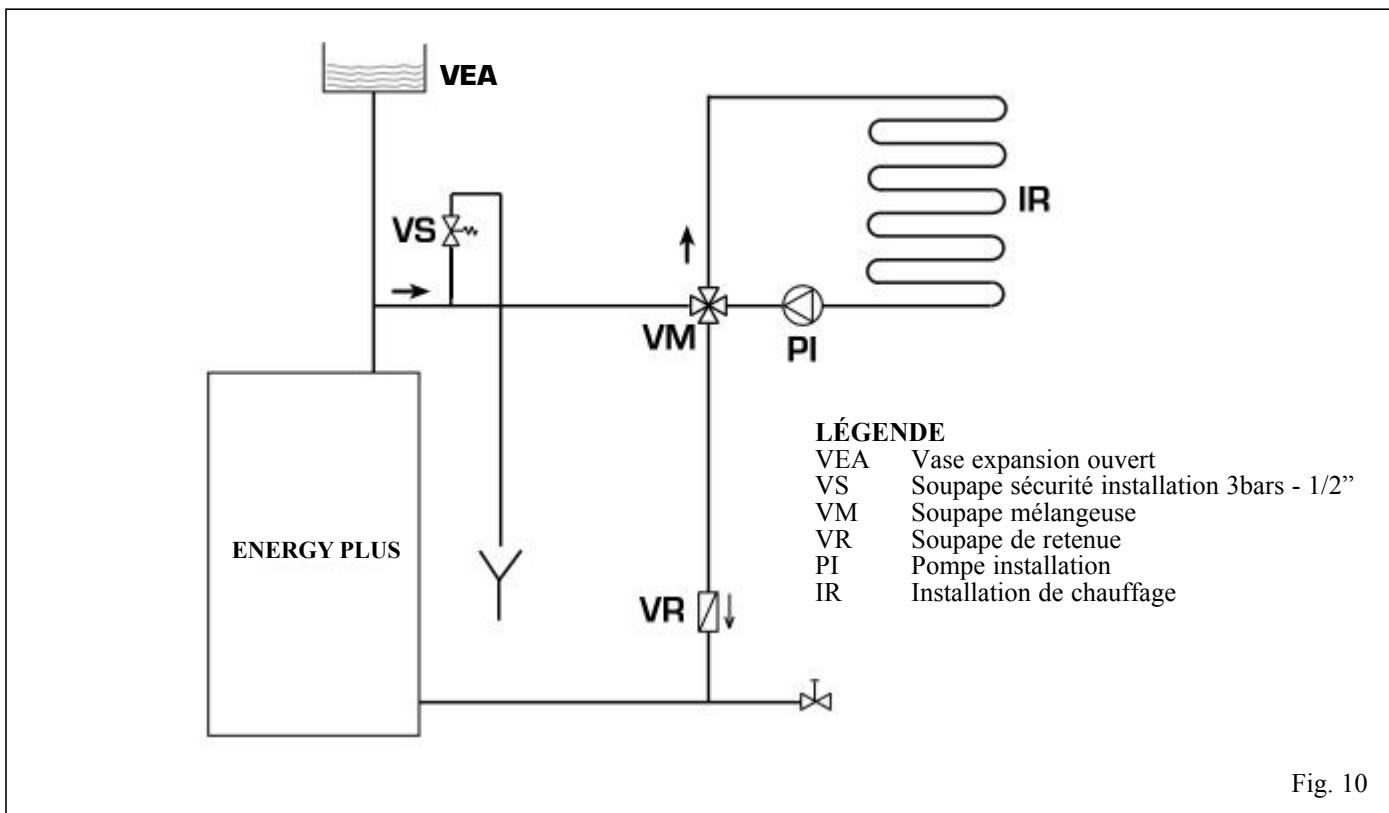 VEA
VS
IR
VM
PI
LÉGENDE
VEA Vase expansion ouvert
VS Soupape sécurité installation 3bars - 1/2”
VM Soupape mélangeuse
VR Soupape de retenue
PI Pompe installation
IR Installation de chauffage
ENERGY PLUS
VR
Fig. 10